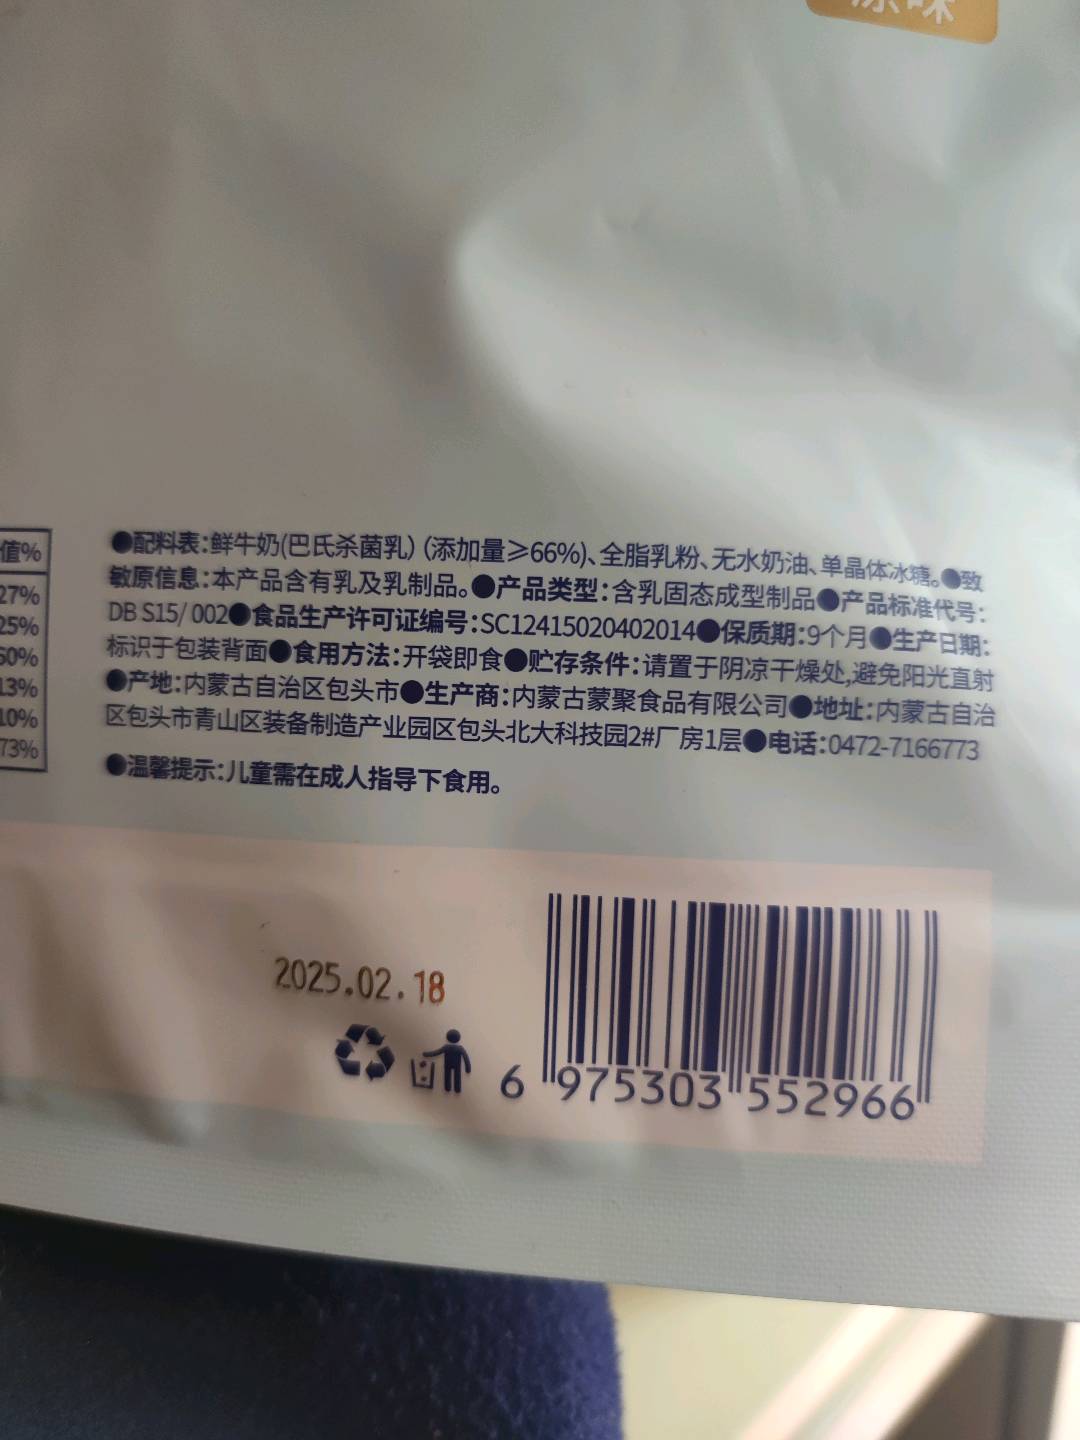 原味
值%
27%
25%
60%
13%
10%
73%
●配料表:鲜牛奶(巴氏杀菌乳)(添加量≥66%)、全脂乳粉、无水奶油、单晶体冰糖。●致
敏原信息:本产品含有乳及乳制品。●产品类型:含乳固态成型制品●产品标准代号:
DB S15/ 002●食品生产许可证编号:SC12415020402014●保质期:9个月●生产日期:
标识于包装背面●食用方法:开袋即食●贮存条件:请置于阴凉干燥处,避免阳光直射
●产地:内蒙古自治区包头市●生产商:内蒙古蒙聚食品有限公司●地址:内蒙古自治
区包头市青山区装备制造产业园区包头北大科技园2#厂房1层●电话:0472-7166773
●温馨提示:儿童需在成人指导下食用。
2025.02.18
6 975303 552966